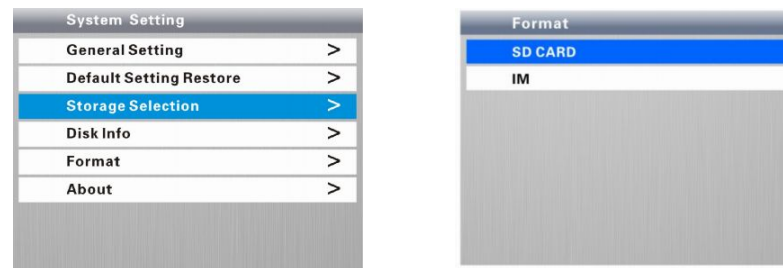 System Setting
General Setting >
Default Setting Restore >
Storage Selection >
Disk Info >
Format >
About >
Format
SD CARD
IM